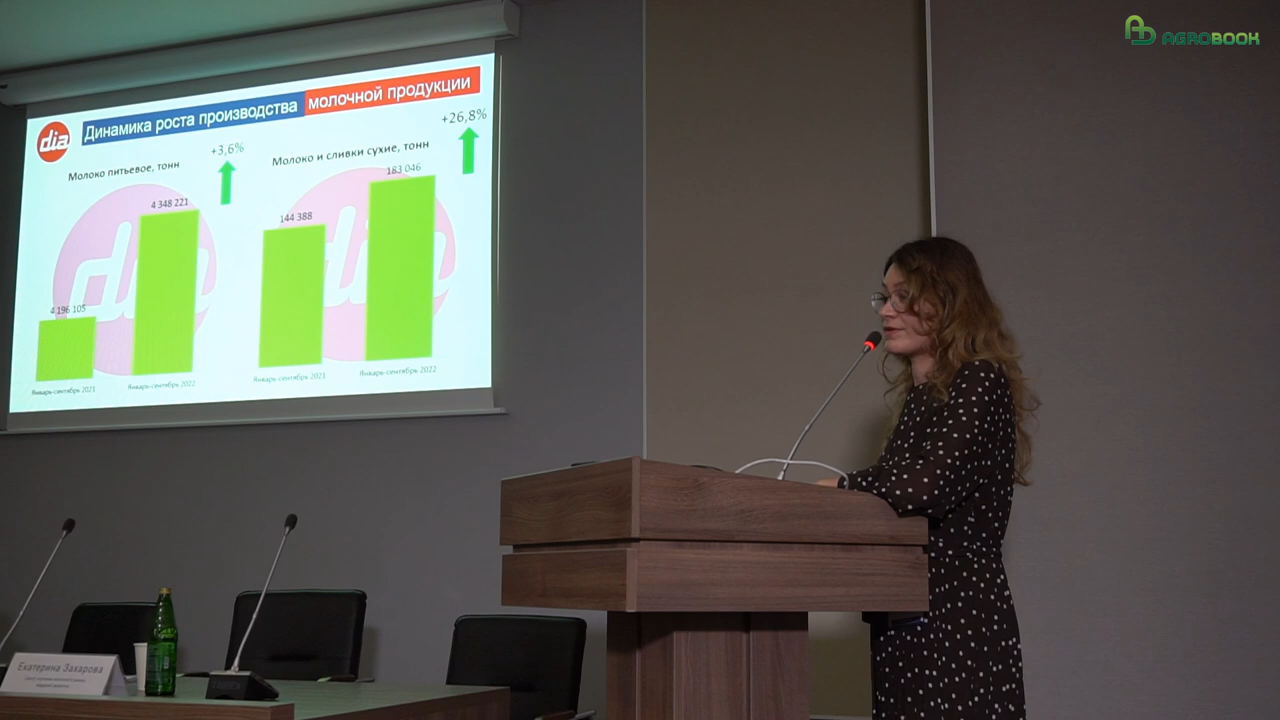 AGROBOOK
dia
Динамика роста производства молочной продукции
+3,6%
+26,8%
Молоко питьевое, тонн
Молоко и сливки сухие, тонн
4 196 105
4 348 221
144 388
183 046
Январь-сентябрь 2021
Январь-сентябрь 2022
Январь-сентябрь 2021
Январь-сентябрь 2022
Екатерина Захарова